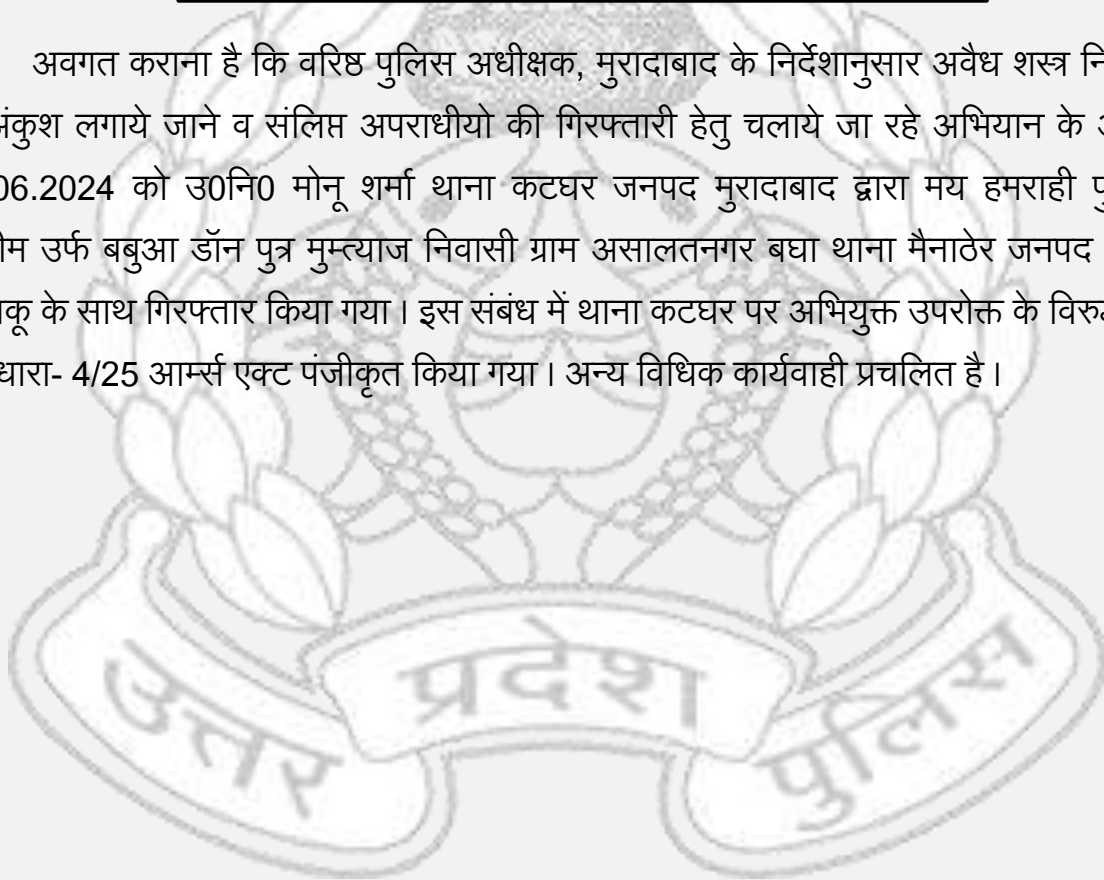 अवगत कराना है कि वरिष्ठ पुलिस अधीक्षक, मुरादाबाद के निर्देशानुसार अवैध शस्त्र नि
अंकुश लगाये जाने व संलिप्त अपराधीयो की गिरफ्तारी हेतु चलाये जा रहे अभियान के अ
06.2024 को उ0नि0 मोनू शर्मा थाना कटघर जनपद मुरादाबाद द्वारा मय हमराही पु
म उर्फ बबुआ डॉन पुत्र मुम्त्याज निवासी ग्राम असालतनगर बघा थाना मैनाठेर जनपद
कू के साथ गिरफ्तार किया गया । इस संबंध में थाना कटघर पर अभियुक्त उपरोक्त के विरु
धारा- 4/25 आर्म्स एक्ट पंजीकृत किया गया । अन्य विधिक कार्यवाही प्रचलित है ।
उत्तर प्रदेश पुलिस